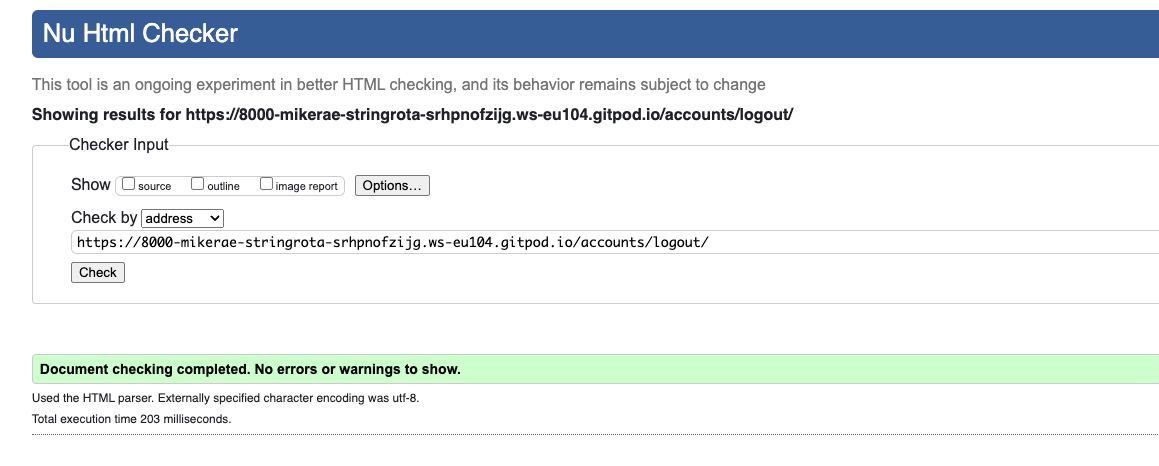 Nu Html Checker
This tool is an ongoing experiment in better HTML checking, and its behavior remains subject to change
Showing results for https://8000-mikerae-stringrota-srhpnofzijg.ws-eu104.gitpod.io/accounts/logout/
Checker Input
Show source outline image report Options...
Check by address
https://8000-mikerae-stringrota-srhpnofzijg.ws-eu104.gitpod.io/accounts/logout/
Check
Document checking completed. No errors or warnings to show.
Used the HTML parser. Externally specified character encoding was utf-8.
Total execution time 203 milliseconds.